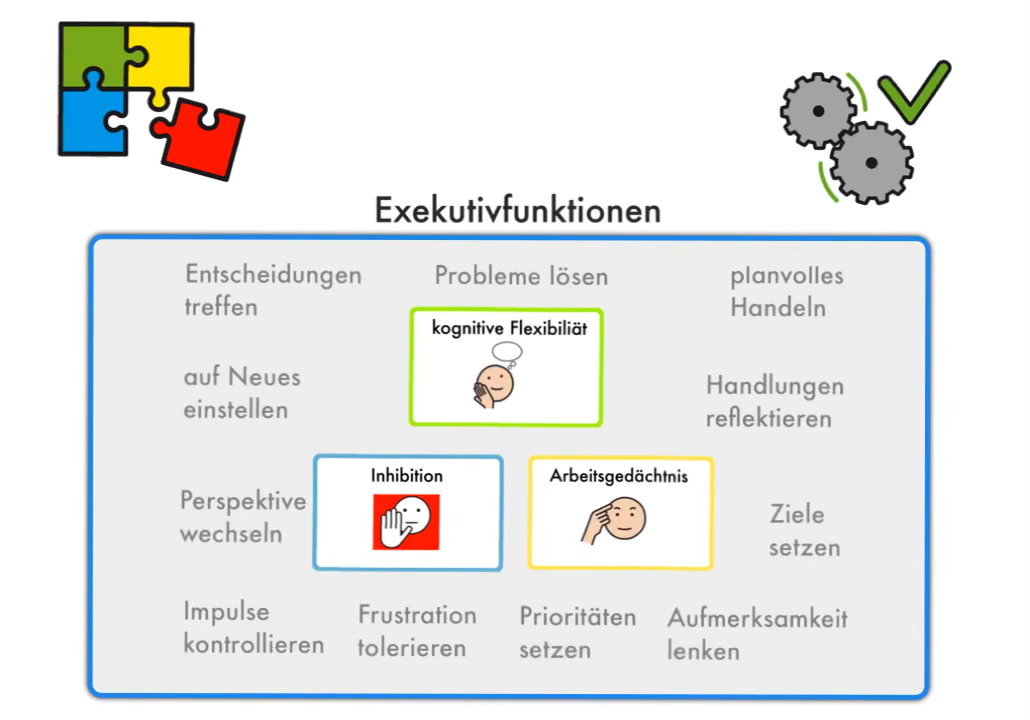 Exekutivfunktionen
Entscheidungen
treffen
Probleme lösen
planvolles
Handeln
kognitive Flexibiliät
auf Neues
einstellen
Handlungen
reflektieren
Inhibition
Arbeitsgedächtnis
Perspektive
wechseln
Ziele
setzen
Impulse
kontrollieren
Frustration
tolerieren
Prioritäten
setzen
Aufmerksamkeit
lenken